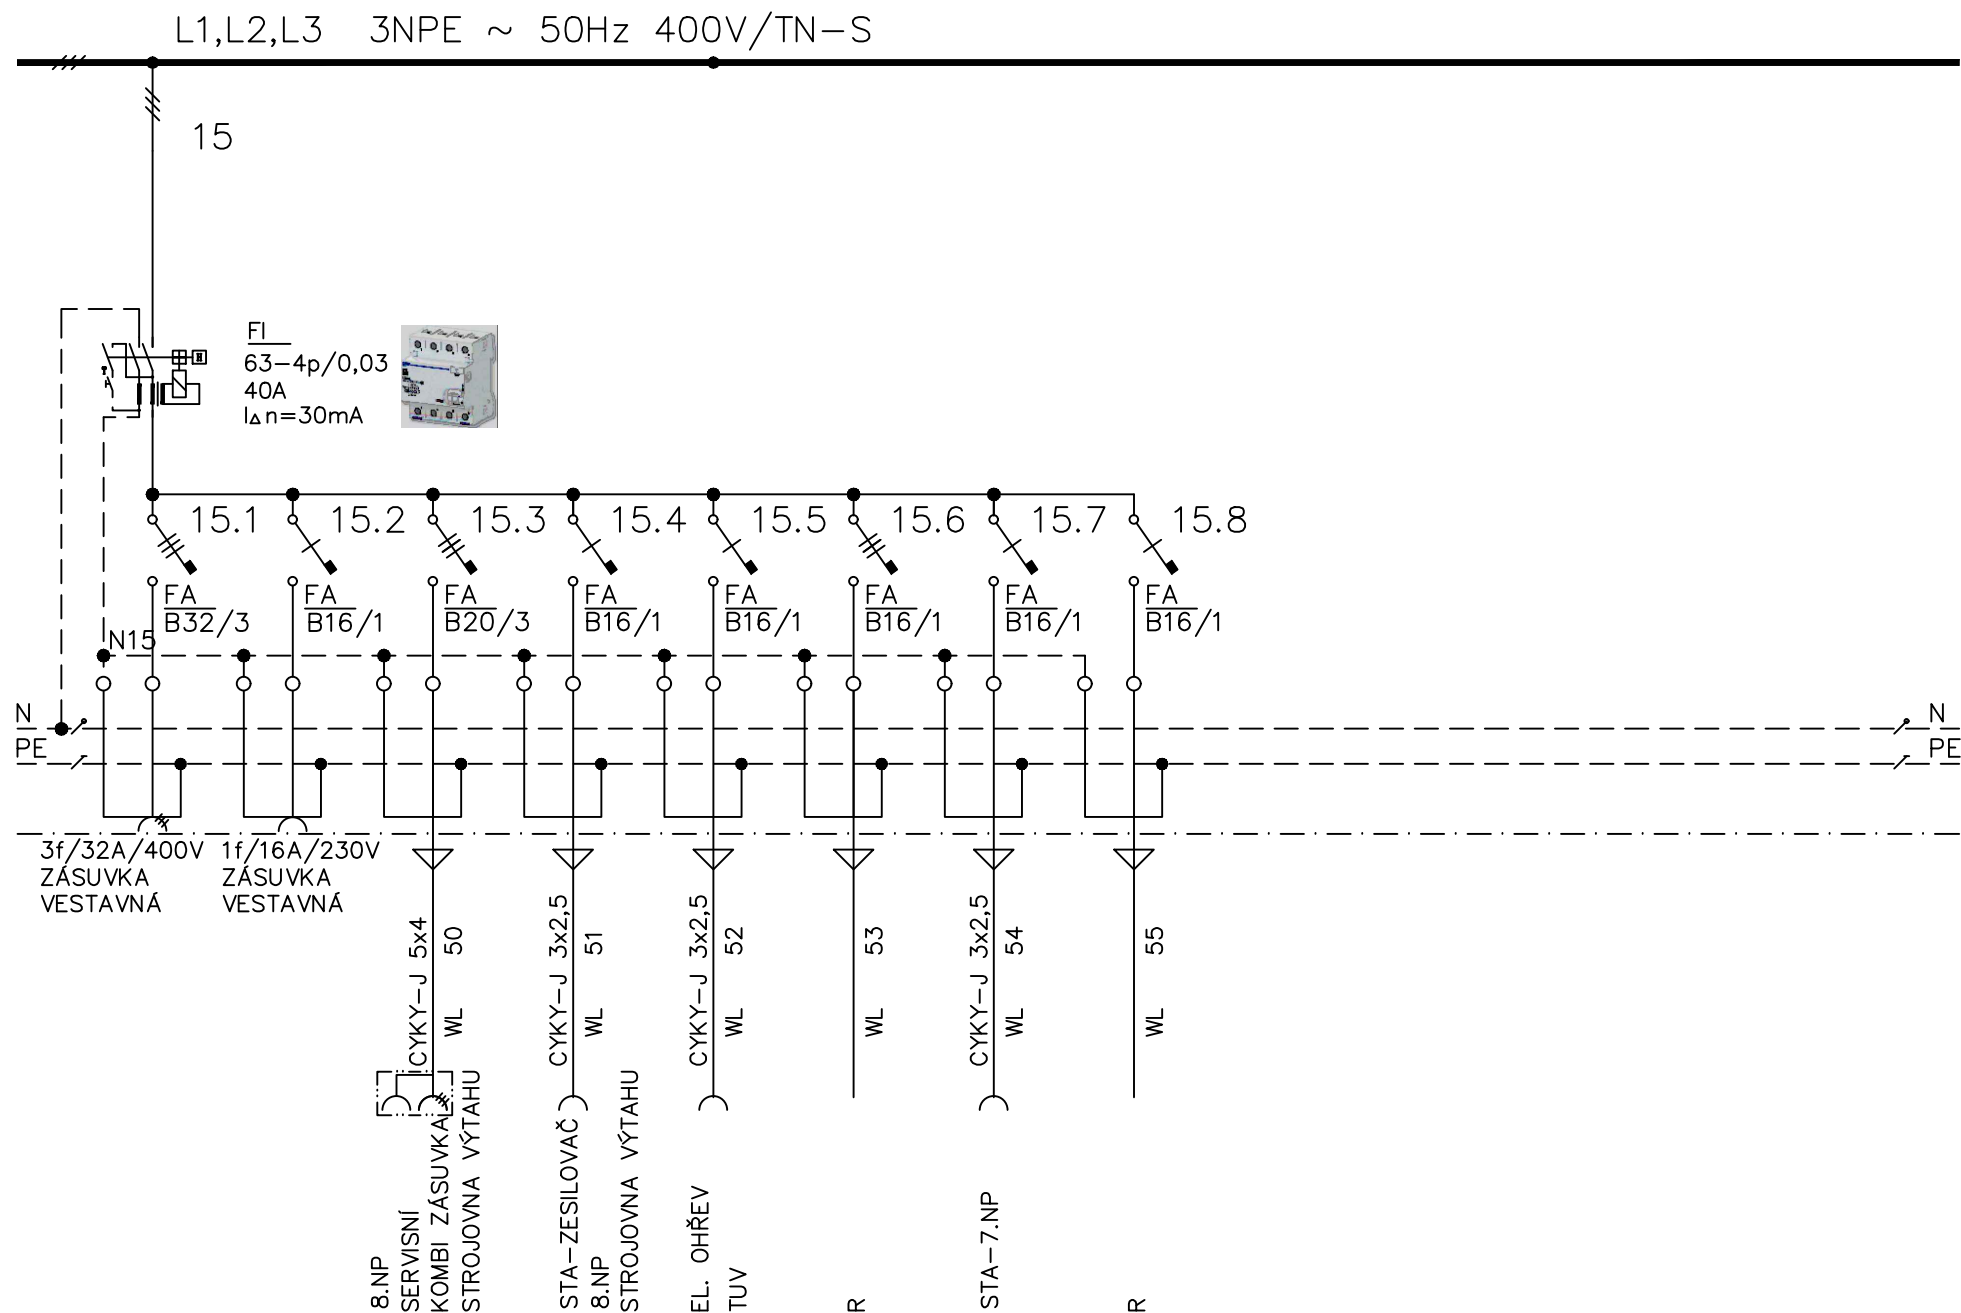 L1,L2,L3 3NPE ~ 50Hz 400V/TN-S
15
FI
63-4p/0,03
40A
I∆n=30mA
15.1
15.2
15.3
15.4
15.5
15.6
15.7
15.8
FA
B32/3
FA
B16/1
FA
B20/3
FA
B16/1
FA
B16/1
FA
B16/1
FA
B16/1
FA
B16/1
N15
N
PE
N
PE
3f/32A/400V
ZÁSUVKA
VESTAVNÁ
1f/16A/230V
ZÁSUVKA
VESTAVNÁ
CYKY-J 5x4
WL 50
CYKY-J 3x2,5
WL 51
CYKY-J 3x2,5
WL 52
WL 53
CYKY-J 3x2,5
WL 54
WL 55
8.NP
SERVISNÍ
KOMBI ZÁSUVKA
STROJOVNA VÝTAHU
STA-ZESILOVAČ
8.NP
STROJOVNA VÝTAHU
EL. OHŘEV
TUV
R
STA-7.NP
R